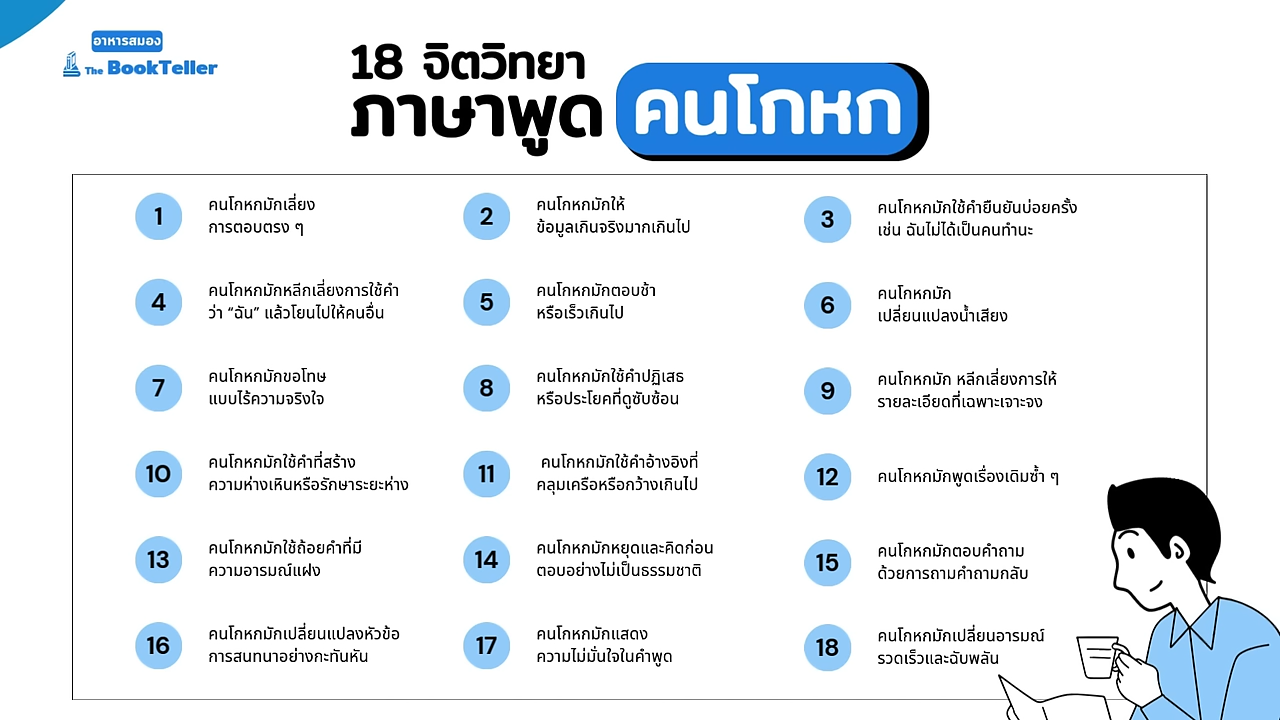 อาหารสมอง
The BookTeller
18 จิตวิทยา
ภาษาพูด คนโกหก
1
คนโกหกมักเลี่ยง
การตอบตรง ๆ
2
คนโกหกมักให้
ข้อมูลเกินจริงมากเกินไป
3
คนโกหกมักใช้คำยืนยันบ่อยครั้ง
เช่น ฉันไม่ได้เป็นคนทำนะ
4
คนโกหกมักหลีกเลี่ยงการใช้คำ
ว่า “ฉัน” แล้วโยนไปให้คนอื่น
5
คนโกหกมักตอบช้า
หรือเร็วเกินไป
6
คนโกหกมัก
เปลี่ยนแปลงน้ำเสียง
7
คนโกหกมักขอโทษ
แบบไร้ความจริงใจ
8
คนโกหกมักใช้คำปฏิเสธ
หรือประโยคที่ดูซับซ้อน
9
คนโกหกมัก หลีกเลี่ยงการให้
รายละเอียดที่เฉพาะเจาะจง
10
คนโกหกมักใช้คำที่สร้าง
ความห่างเหินหรือรักษาระยะห่าง
11
คนโกหกมักใช้คำอ้างอิงที่
คลุมเครือหรือกว้างเกินไป
12
คนโกหกมักพูดเรื่องเดิมซ้ำ ๆ
13
คนโกหกมักใช้ถ้อยคำที่มี
ความอารมณ์แฝง
14
คนโกหกมักหยุดและคิดก่อน
ตอบอย่างไม่เป็นธรรมชาติ
15
คนโกหกมักตอบคำถาม
ด้วยการถามคำถามกลับ
16
คนโกหกมักเปลี่ยนแปลงหัวข้อ
การสนทนาอย่างกะทันหัน
17
คนโกหกมักแสดง
ความไม่มั่นใจในคำพูด
18
คนโกหกมักเปลี่ยนอารมณ์
รวดเร็วและฉับพลัน